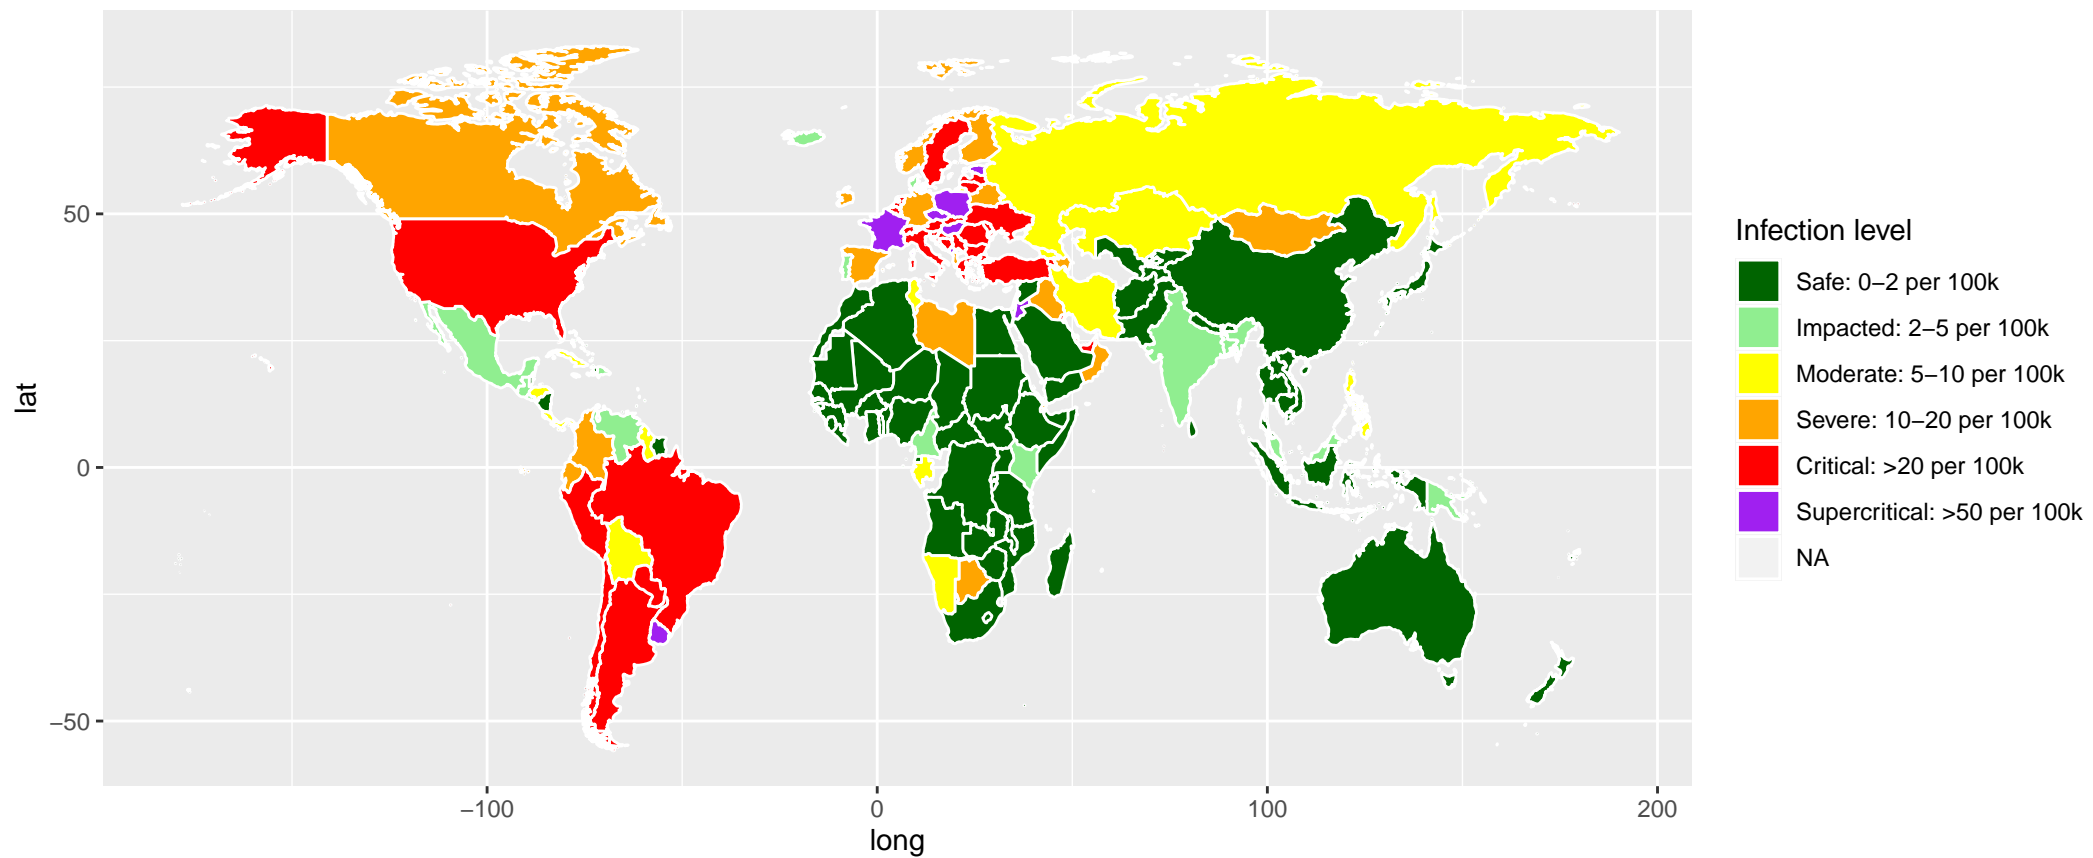 50
0
−50
lat
−100
0
100
200
long
Infection level
Safe: 0−2 per 100k
Impacted: 2−5 per 100k
Moderate: 5−10 per 100k
Severe: 10−20 per 100k
Critical: >20 per 100k
Supercritical: >50 per 100k
NA